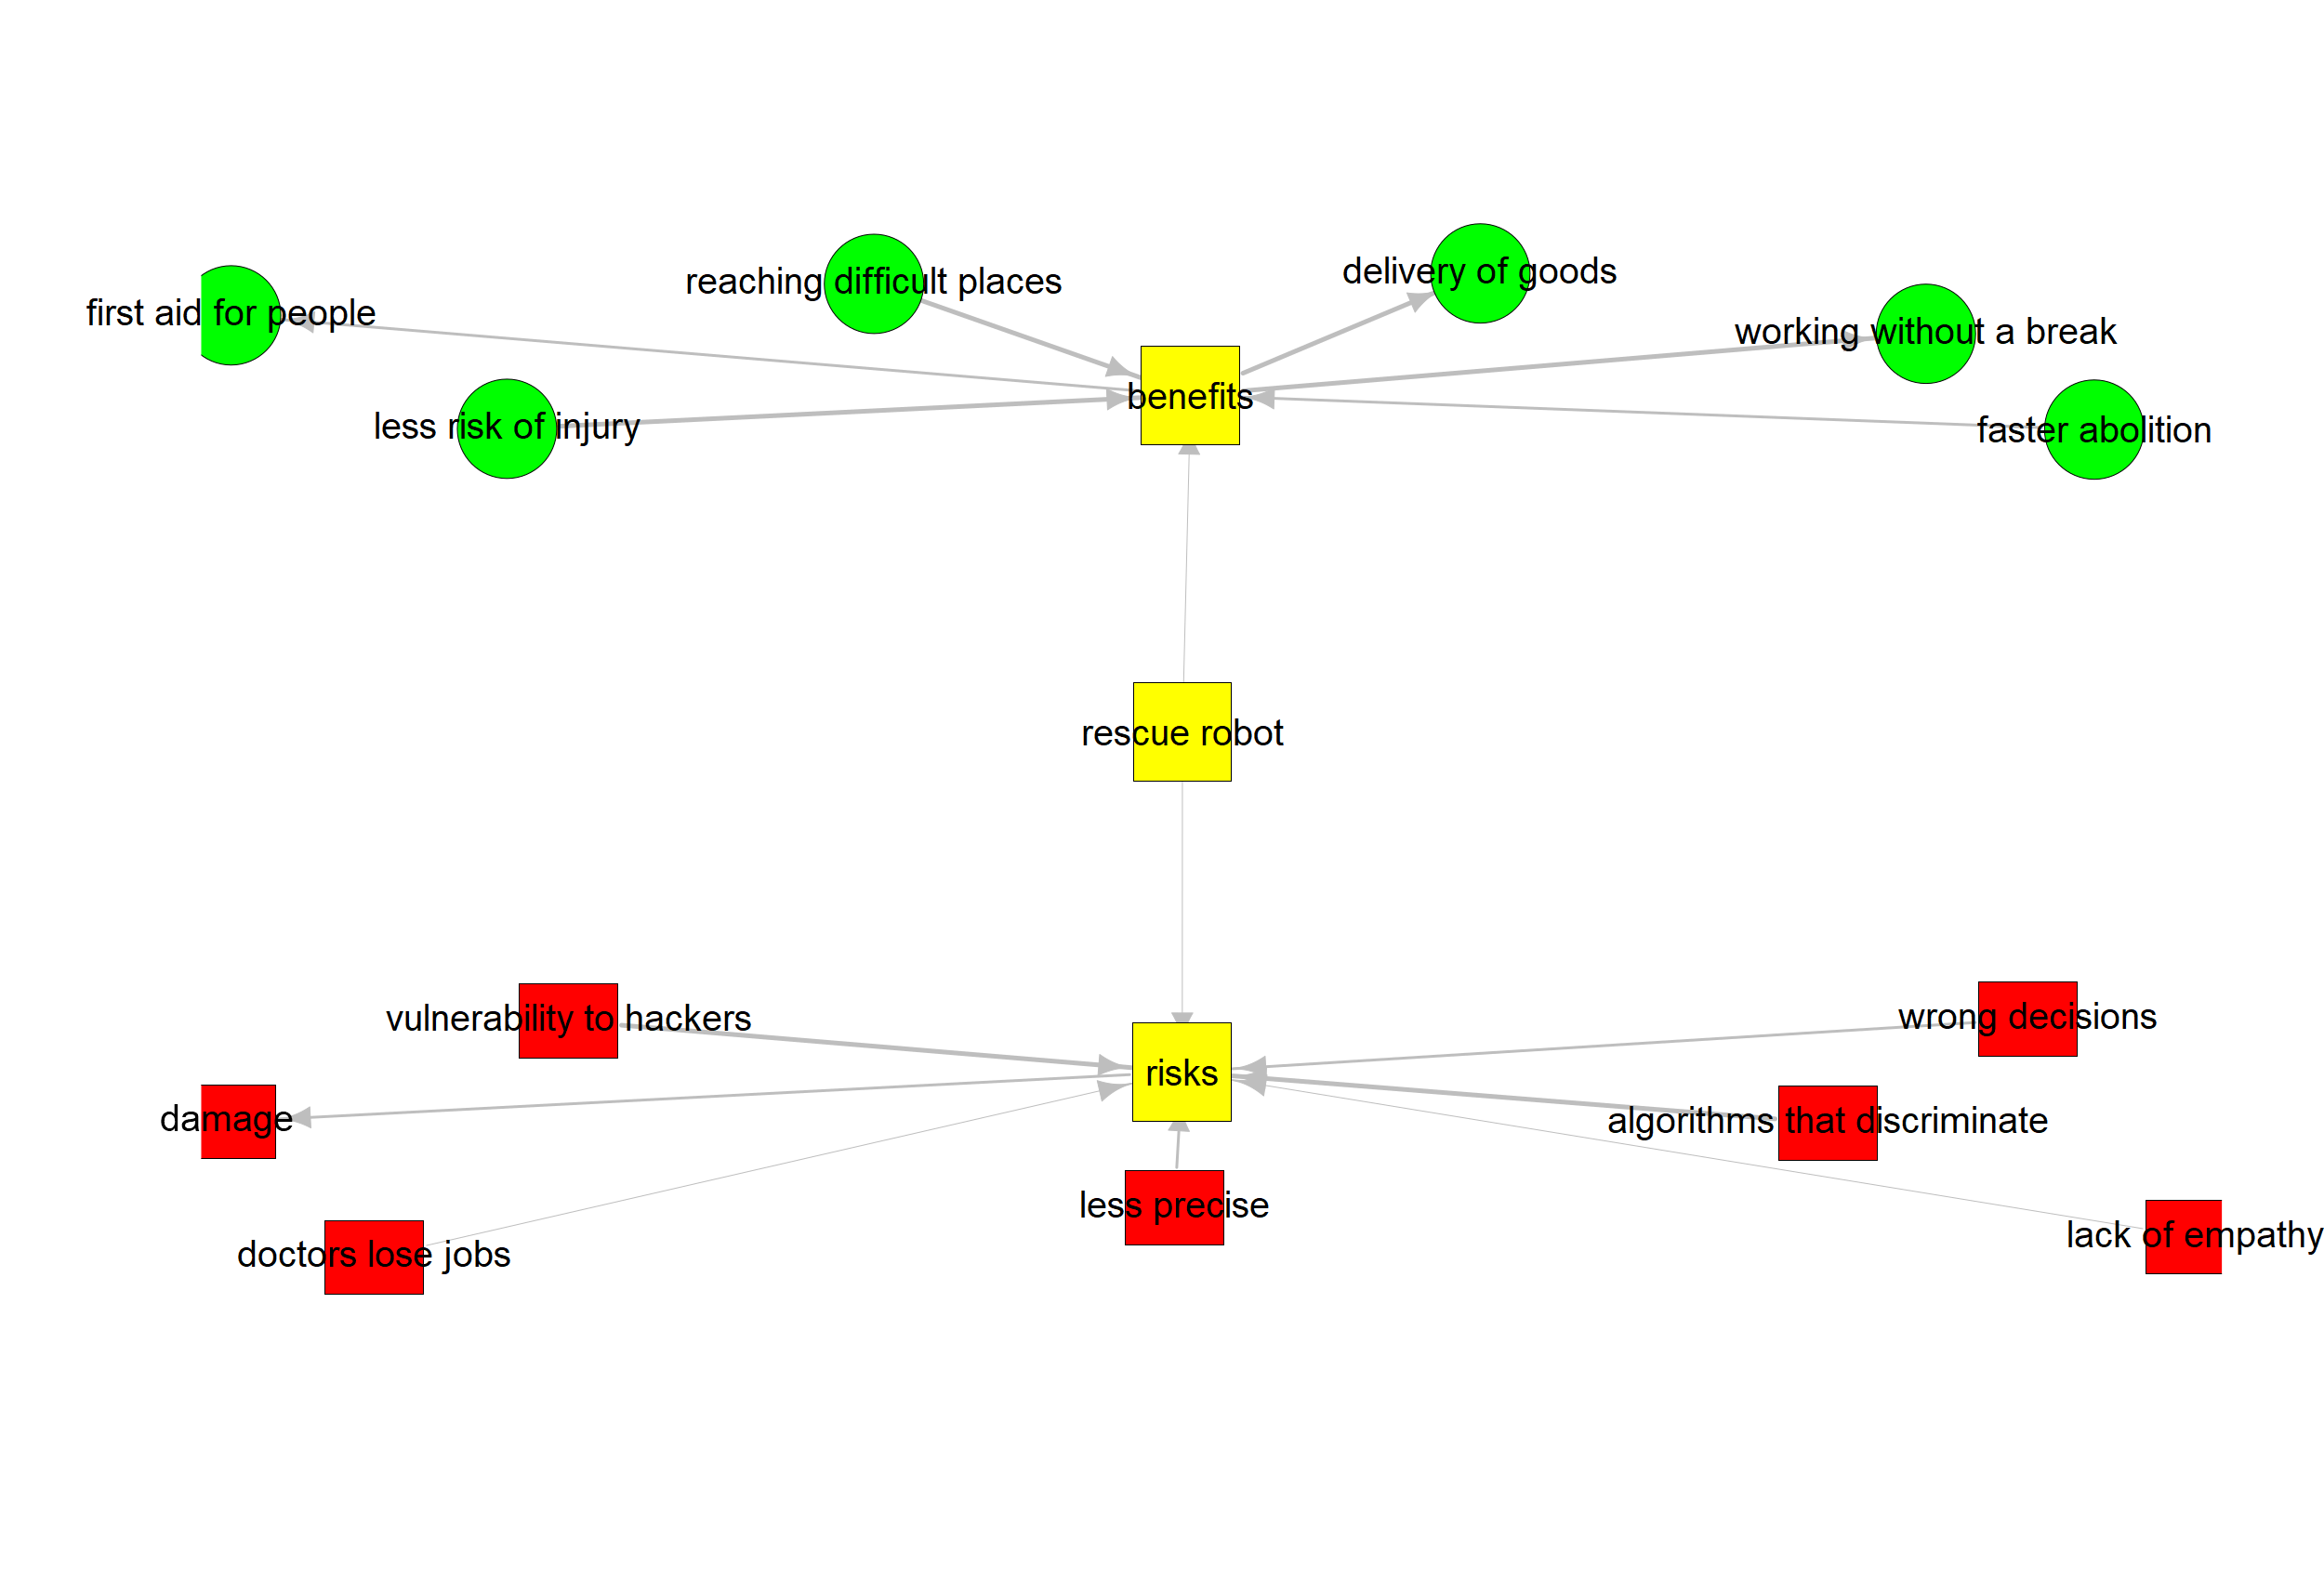 delivery of goods
reaching difficult places
first aid for people
working without a break
benefits
less risk of injury
faster abolition
rescue robot
vulnerability to hackers
wrong decisions
risks
damage
algorithms that discriminate
less precise
doctors lose jobs
lack of empathy